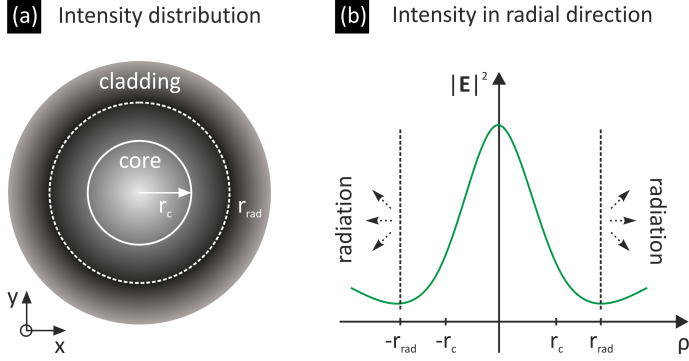 (a) Intensity distribution
cladding
core
r_c
r_rad
y
x
(b) Intensity in radial direction
|E|²
radiation
radiation
-r_rad
-r_c
r_c
r_rad
ρ